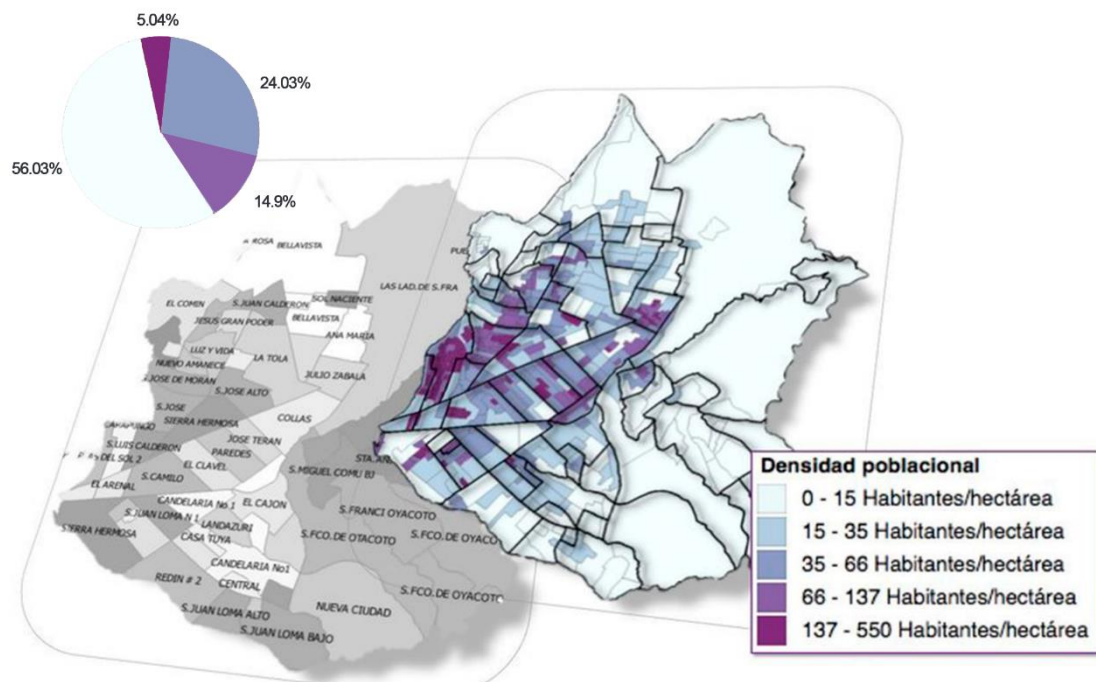 5.04%
24.03%
56.03%
14.9%
ROSA
BELLAVISTA
LAS LAD. DE S.FRA
EL COMIN
S.JUAN CALDERON
SOL NACIENTE
JESUS GRAN PODER
BELLAVISTA
ANA MARIA
LUZ Y VIDA
LA TOLA
NUEVO AMANECE
JULIO ZABALA
S.JOSE DE MORAN
S.JOSE ALTO
S.JOSE
SIERRA HERMOSA
COLLAS
S.LUIS CALDERON
JOSE TERAN
PAREDES
DEL SOL 2
EL CLAVEL
S.MIGUEL COMU BJ
S.CAMILO
EL ARENAL
CANDELARIA No.1
EL CAJON
S.JUAN LOMA N 1
S.FRANCI OYACOTO
SIERRA HERMOSA
LANDAZURI
CASA TUYA
S.FCO. DE OTACOTO
S.FCO. DE OYACO
CANDELARIA No1
REDIN # 2
CENTRAL
S.FCO. DE OYACOTO
S.JUAN LOMA ALTO
NUEVA CIUDAD
S.JUAN LOMA BAJO
Densidad poblacional
0 - 15 Habitantes/hectárea
15 - 35 Habitantes/hectárea
35 - 66 Habitantes/hectárea
66 - 137 Habitantes/hectárea
137 - 550 Habitantes/hectárea